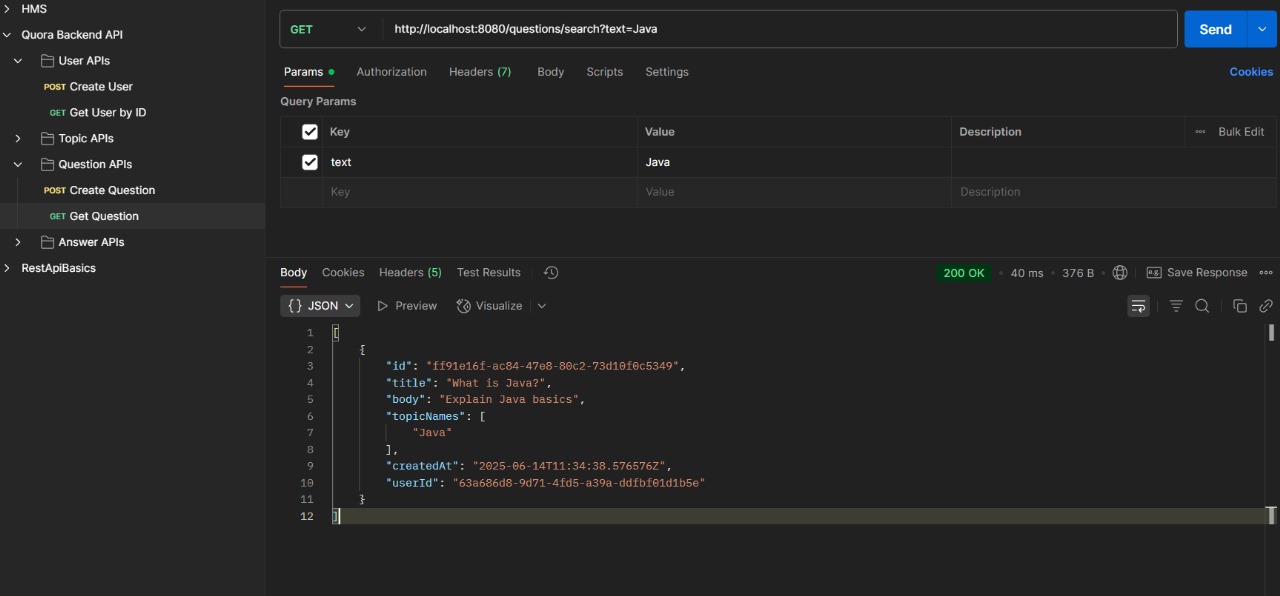 HMS
Quora Backend API
User APIs
POST Create User
GET Get User by ID
Topic APIs
Question APIs
POST Create Question
GET Get Question
Answer APIs
RestApiBasics
GET http://localhost:8080/questions/search?text=Java Send
Params Authorization Headers (7) Body Scripts Settings Cookies
Query Params
Key Value Description Bulk Edit
text Java
Key Value Description
Body Cookies Headers (5) Test Results 200 OK 40 ms 376 B Save Response
{} JSON Preview Visualize
1 [
2 {
3 "id": "ff91e16f-ac84-47e8-80c2-73d10f0c5349",
4 "title": "What is Java?",
5 "body": "Explain Java basics",
6 "topicNames": [
7 "Java"
8 ],
9 "createdAt": "2025-06-14T11:34:38.576576Z",
10 "userId": "63a686d8-9d71-4fd5-a39a-ddfbf01d1b5e"
11 }
12 ]